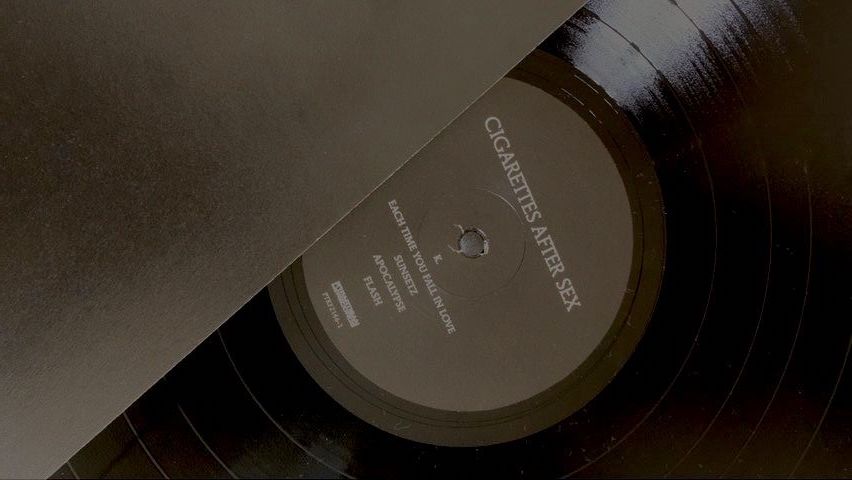 CIGARETTES AFTER SEX
K.
EACH TIME YOU FALL IN LOVE
SUNSETZ
APOCALYPSE
FLASH